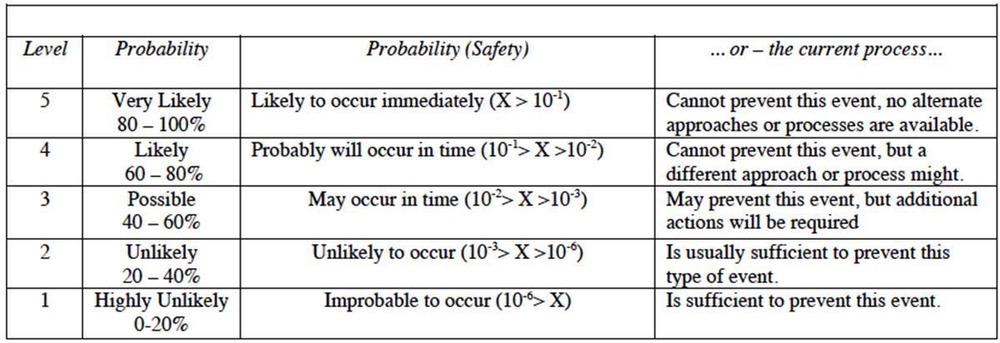 Level Probability Probability (Safety) ... or – the current process...
5 Very Likely Likely to occur immediately (X > 10⁻¹) Cannot prevent this event, no alternate
80 – 100% approaches or processes are available.
4 Likely Probably will occur in time (10⁻¹> X >10⁻²) Cannot prevent this event, but a
60 – 80% different approach or process might.
3 Possible May occur in time (10⁻²> X >10⁻³) May prevent this event, but additional
40 – 60% actions will be required
2 Unlikely Unlikely to occur (10⁻³> X >10⁻⁶) Is usually sufficient to prevent this
20 – 40% type of event.
1 Highly Unlikely Improbable to occur (10⁻⁶> X) Is sufficient to prevent this event.
0-20%